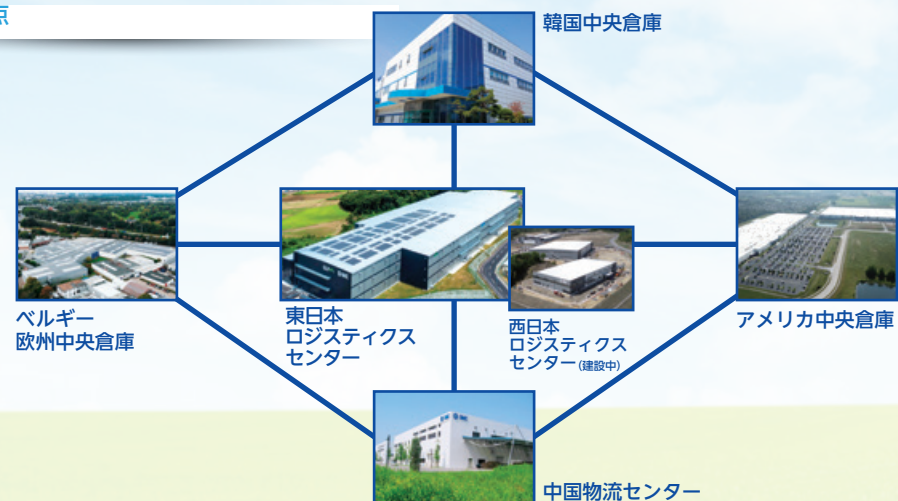 点
韓国中央倉庫
ベルギー
欧州中央倉庫
東日本
ロジスティクス
センター
西日本
ロジスティクス
センター(建設中)
アメリカ中央倉庫
中国物流センター